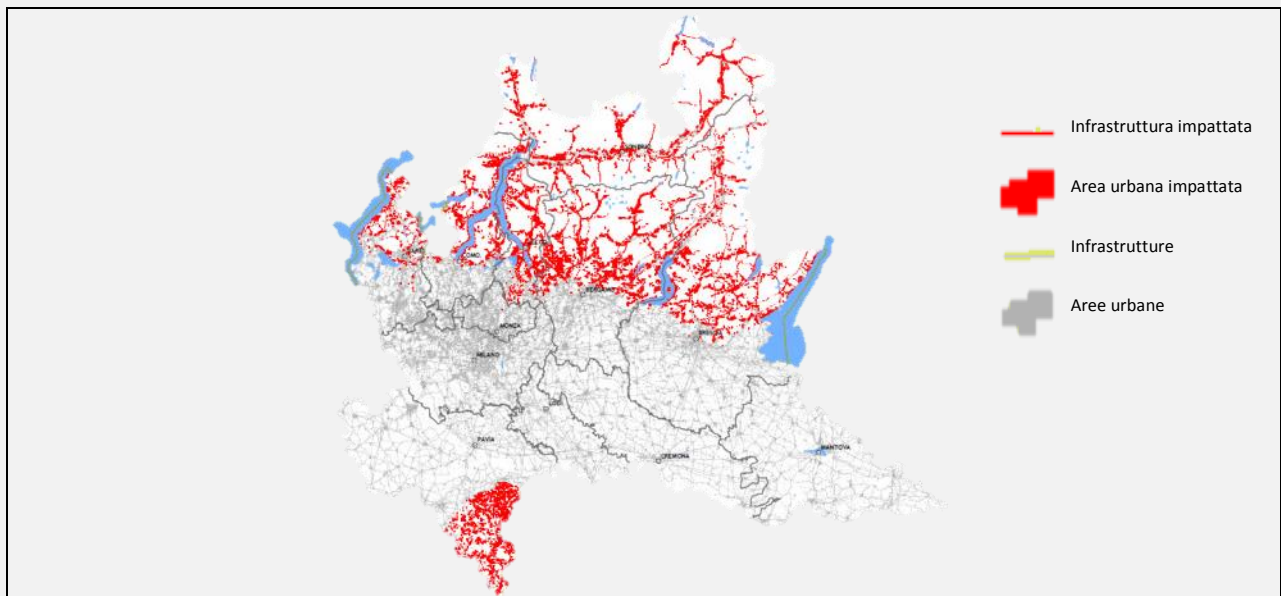 Infrastruttura impattata
Area urbana impattata
Infrastrutture
Aree urbane
COMO
BERGAMO
MONZA
MILANO
BRESCIA
LODI
PAVIA
CREMONA
MANTOVA